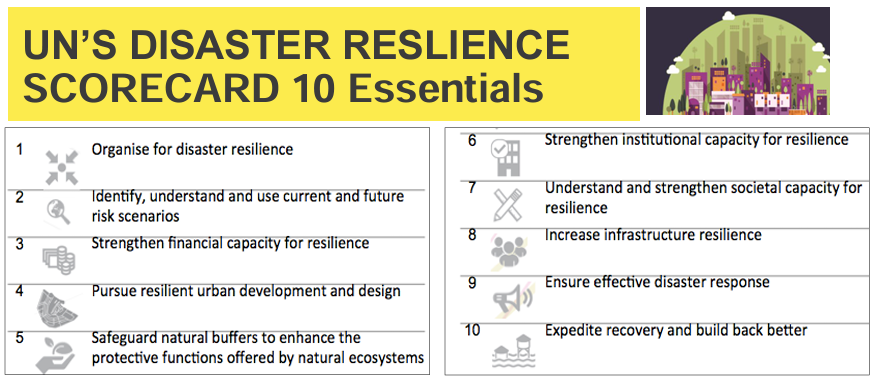 UN'S DISASTER RESLIENCE
SCORECARD 10 Essentials
1 Organise for disaster resilience
2 Identify, understand and use current and future
risk scenarios
3 Strengthen financial capacity for resilience
4 Pursue resilient urban development and design
5 Safeguard natural buffers to enhance the
protective functions offered by natural ecosystems
6 Strengthen institutional capacity for resilience
7 Understand and strengthen societal capacity for
resilience
8 Increase infrastructure resilience
9 Ensure effective disaster response
10 Expedite recovery and build back better